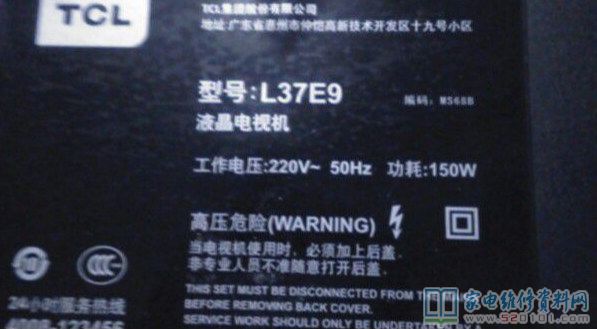 TCL
TCL集团股份有限公司
地址:广东省惠州市仲恺高新技术开发区十九号小区
型号:L37E9
编码: MS68B
液晶电视机
工作电压:220V~ 50Hz 功耗:150W
高压危险(WARNING)
当电视机使用时,必须加上后盖.
非专业人员不准随意打开后盖.
THIS SET MUST BE DISCONNECTED FROM THE
BEFORE REMOVING BACK COVER.
SERVICE WORK SHOULD ONLY BE UNDERTAKEN
24小时服务热线
家电维修资料网
www.520101.com